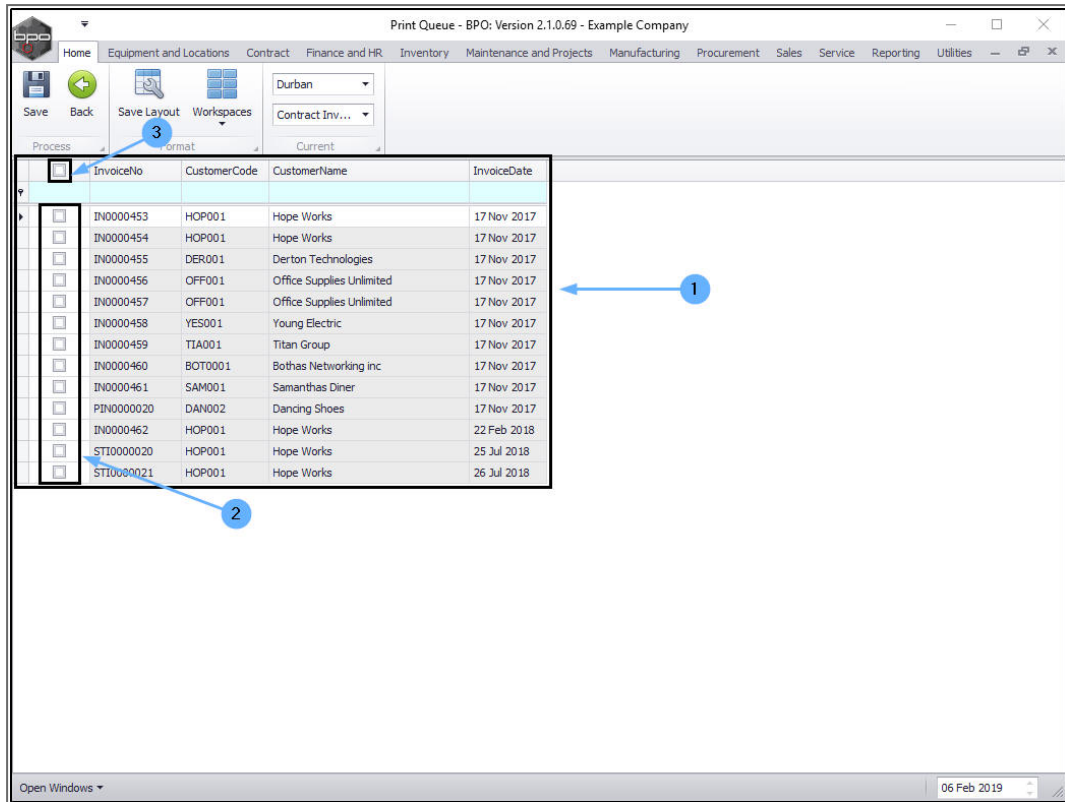 Print Queue - BPO: Version 2.1.0.69 - Example Company
bpo
Home Equipment and Locations Contract Finance and HR Inventory Maintenance and Projects Manufacturing Procurement Sales Service Reporting Utilities
Durban
Save Back Save Layout Workspaces Contract Inv...
3
Process Format Current
InvoiceNo CustomerCode CustomerName InvoiceDate
IN0000453 HOP001 Hope Works 17 Nov 2017
IN0000454 HOP001 Hope Works 17 Nov 2017
IN0000455 DER001 Derton Technologies 17 Nov 2017
IN0000456 OFF001 Office Supplies Unlimited 17 Nov 2017
1
IN0000457 OFF001 Office Supplies Unlimited 17 Nov 2017
IN0000458 YES001 Young Electric 17 Nov 2017
IN0000459 TIA001 Titan Group 17 Nov 2017
IN0000460 BOT0001 Bothas Networking inc 17 Nov 2017
IN0000461 SAM001 Samanthas Diner 17 Nov 2017
PIN0000020 DAN002 Dancing Shoes 17 Nov 2017
IN0000462 HOP001 Hope Works 22 Feb 2018
STI0000020 HOP001 Hope Works 25 Jul 2018
STI0000021 HOP001 Hope Works 26 Jul 2018
2
Open Windows 06 Feb 2019